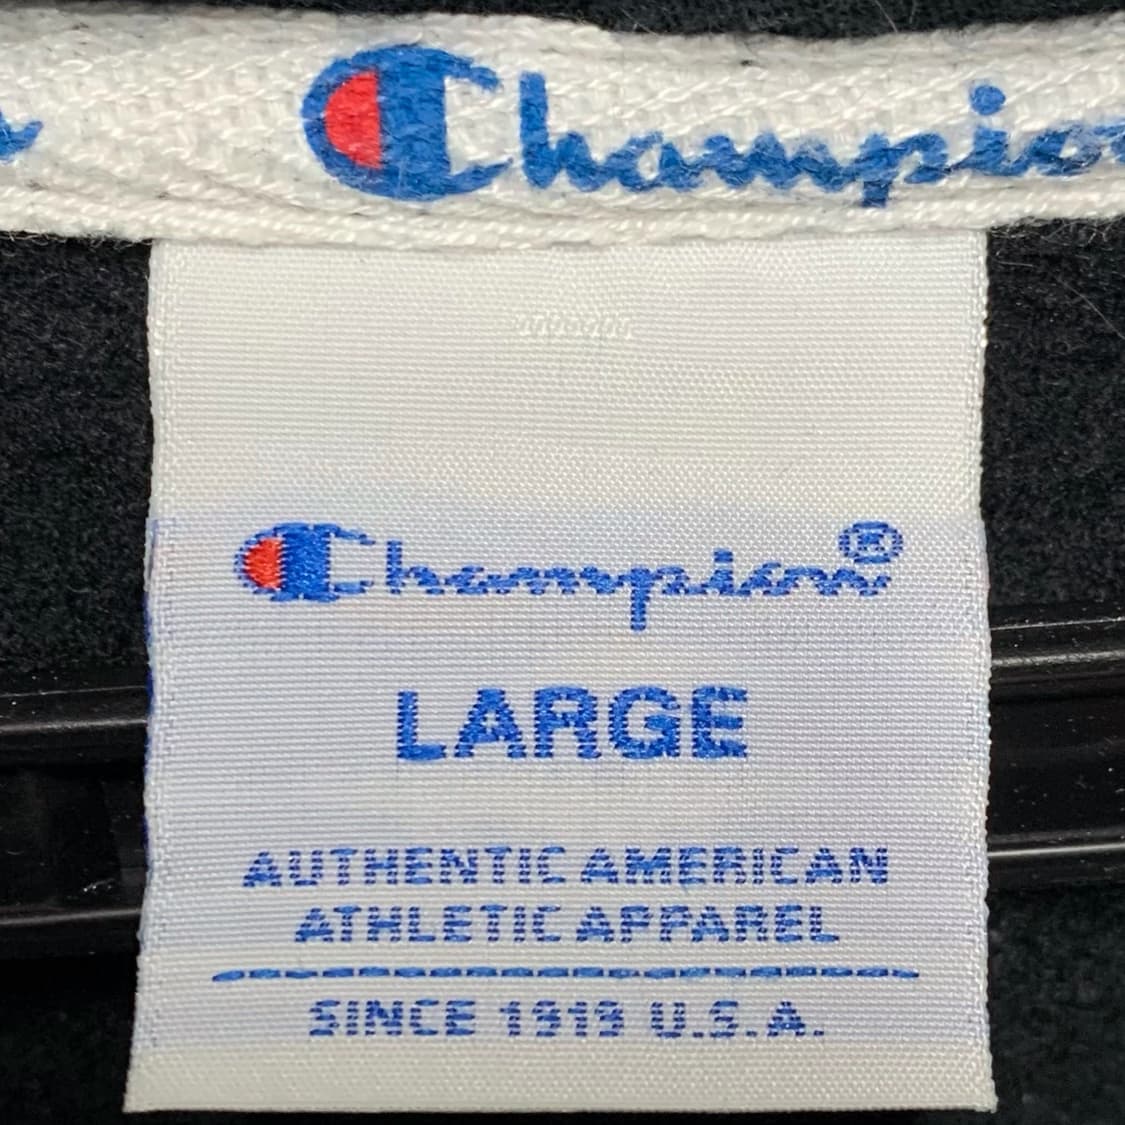 Champion
Champion®
LARGE
AUTHENTIC AMERICAN
ATHLETIC APPAREL
SINCE 1919 U.S.A.